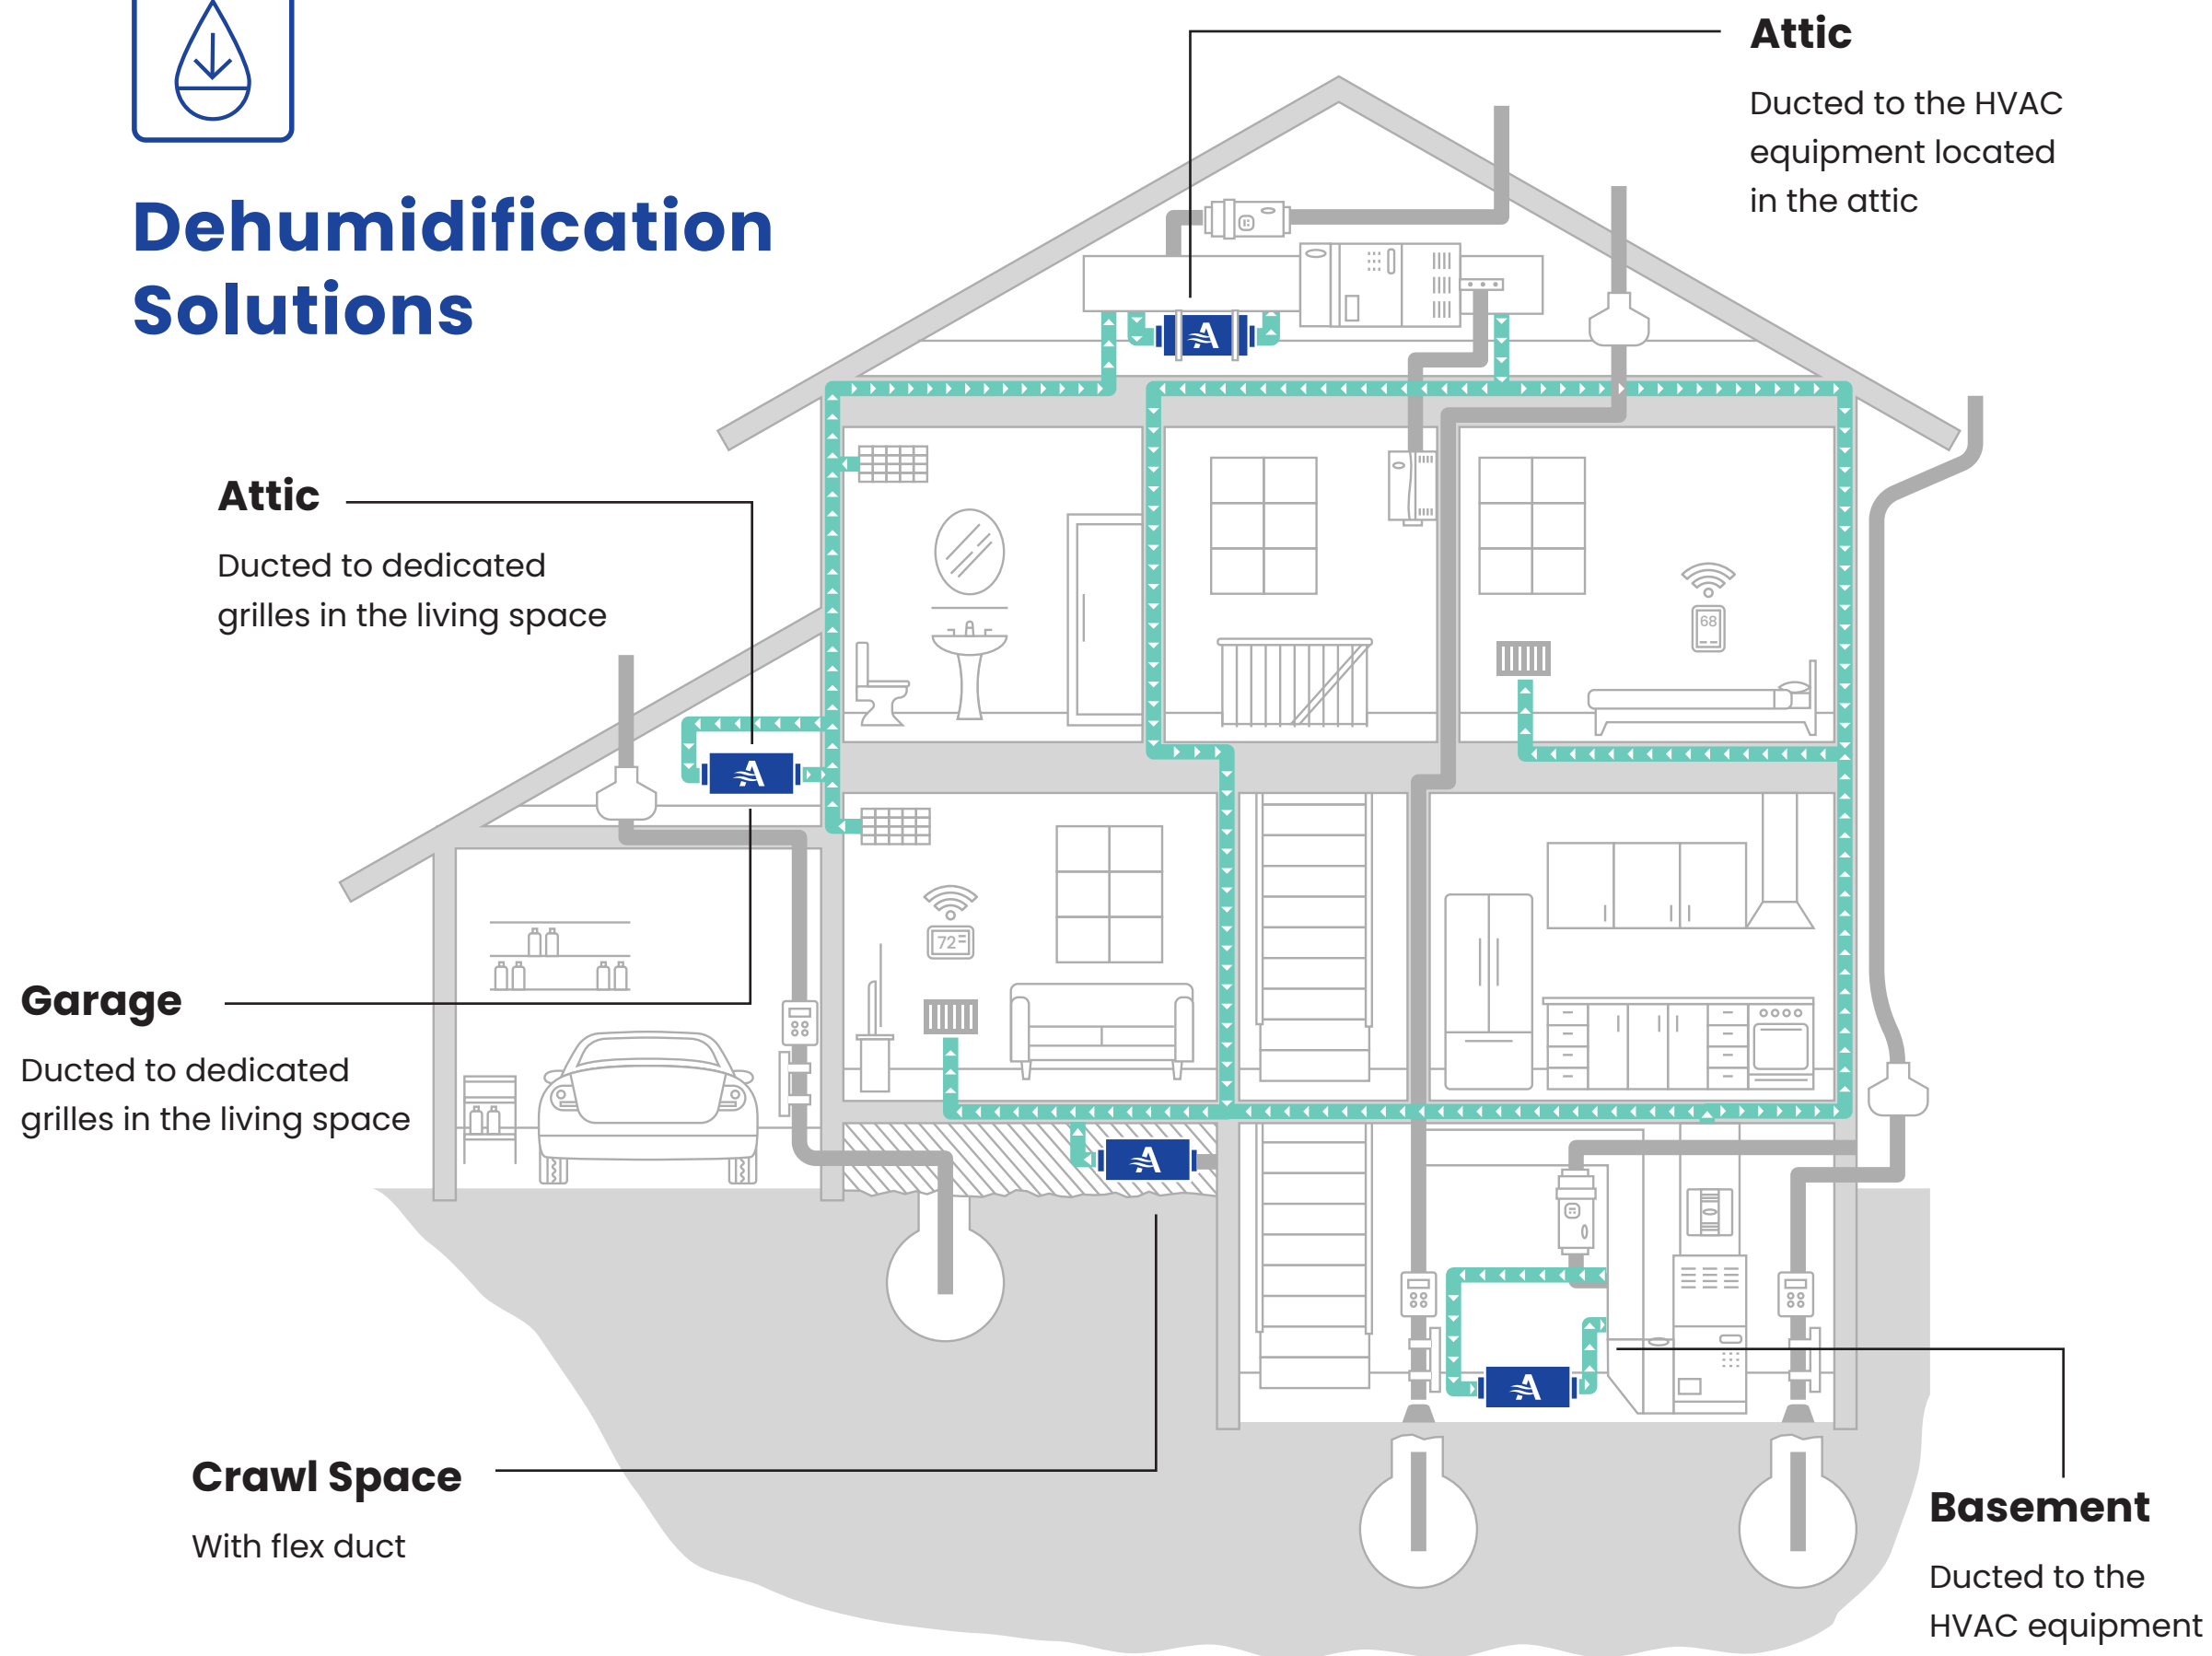 Dehumidification
Solutions
Attic
Ducted to the HVAC
equipment located
in the attic
Attic
Ducted to dedicated
grilles in the living space
68
72
Garage
Ducted to dedicated
grilles in the living space
Crawl Space
With flex duct
Basement
Ducted to the
HVAC equipment
A
A
A
A